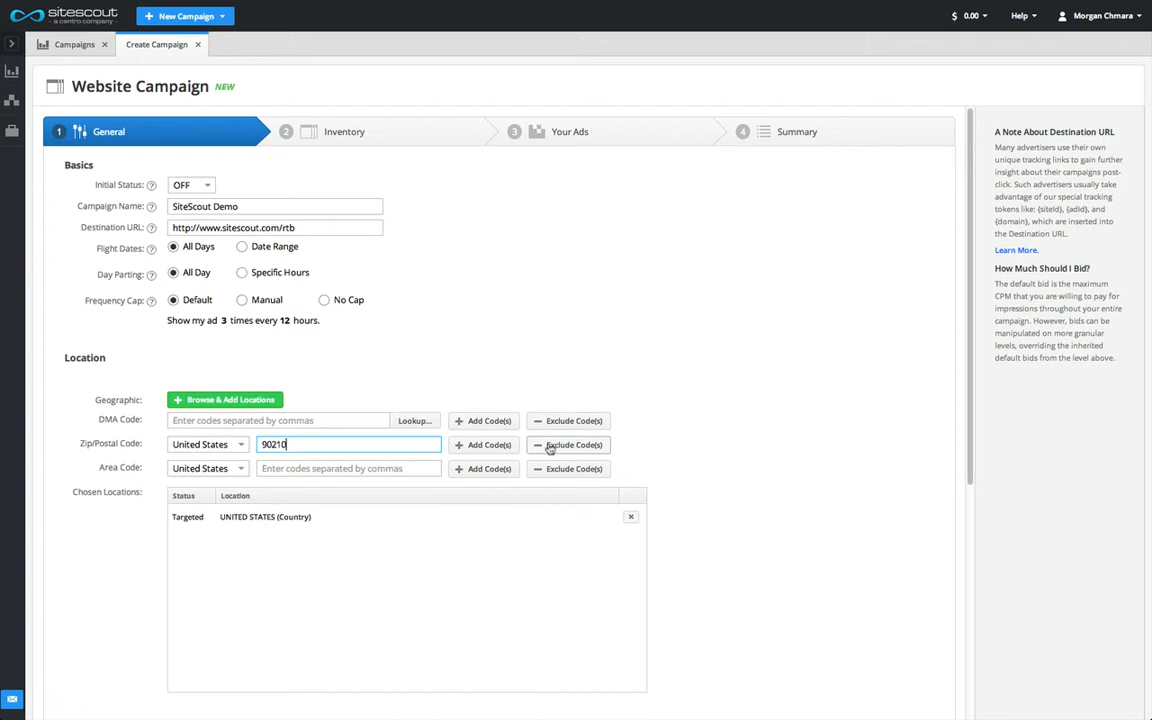 sitescout
a centro company
+ New Campaign
$ 0.00
Help
Morgan Chmara
Campaigns ×
Create Campaign ×
Website Campaign NEW
1 General
2 Inventory
3 Your Ads
4 Summary
Basics
Initial Status: ? OFF
Campaign Name: ? SiteScout Demo
Destination URL: ? http://www.sitescout.com/rtb
Flight Dates: ? All Days Date Range
Day Parting: ? All Day Specific Hours
Frequency Cap: ? Default Manual No Cap
Show my ad 3 times every 12 hours.
Location
Geographic: + Browse & Add Locations
DMA Code: Enter codes separated by commas Lookup... + Add Code(s) − Exclude Code(s)
Zip/Postal Code: United States 90210 + Add Code(s) − Exclude Code(s)
Area Code: United States Enter codes separated by commas + Add Code(s) − Exclude Code(s)
Chosen Locations:
Status Location
Targeted UNITED STATES (Country) ×
A Note About Destination URL
Many advertisers use their own
unique tracking links to gain further
insight about their campaigns post-
click. Such advertisers usually take
advantage of our special tracking
tokens like: {siteId}, {adId}, and
{domain}, which are inserted into
the Destination URL.
Learn More.
How Much Should I Bid?
The default bid is the maximum
CPM that you are willing to pay for
impressions throughout your entire
campaign. However, bids can be
manipulated on more granular
levels, overriding the inherited
default bids from the level above.